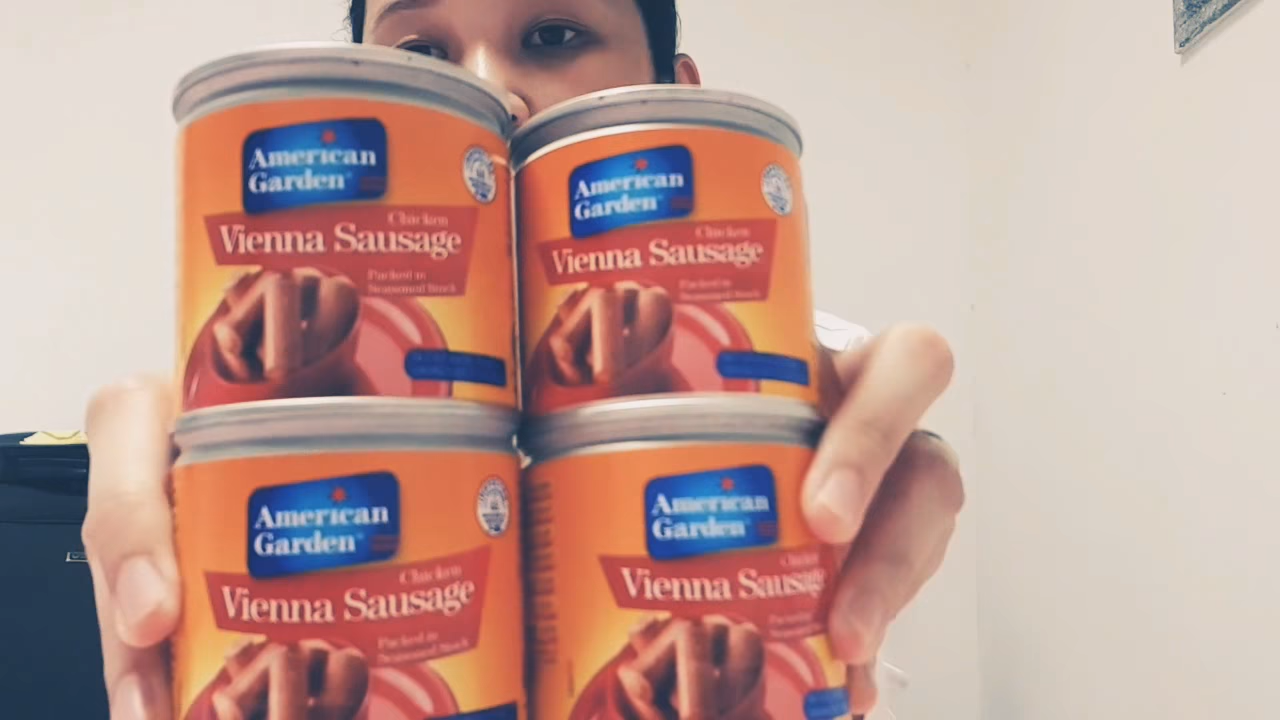 American
Garden
Chicken
Vienna Sausage
Packed in
Seasoned Stock
American
Garden
Chicken
Vienna Sausage
Packed in
Seasoned Stock
American
Garden
Chicken
Vienna Sausage
Packed in
Seasoned Stock
American
Garden
Chicken
Vienna Sausage